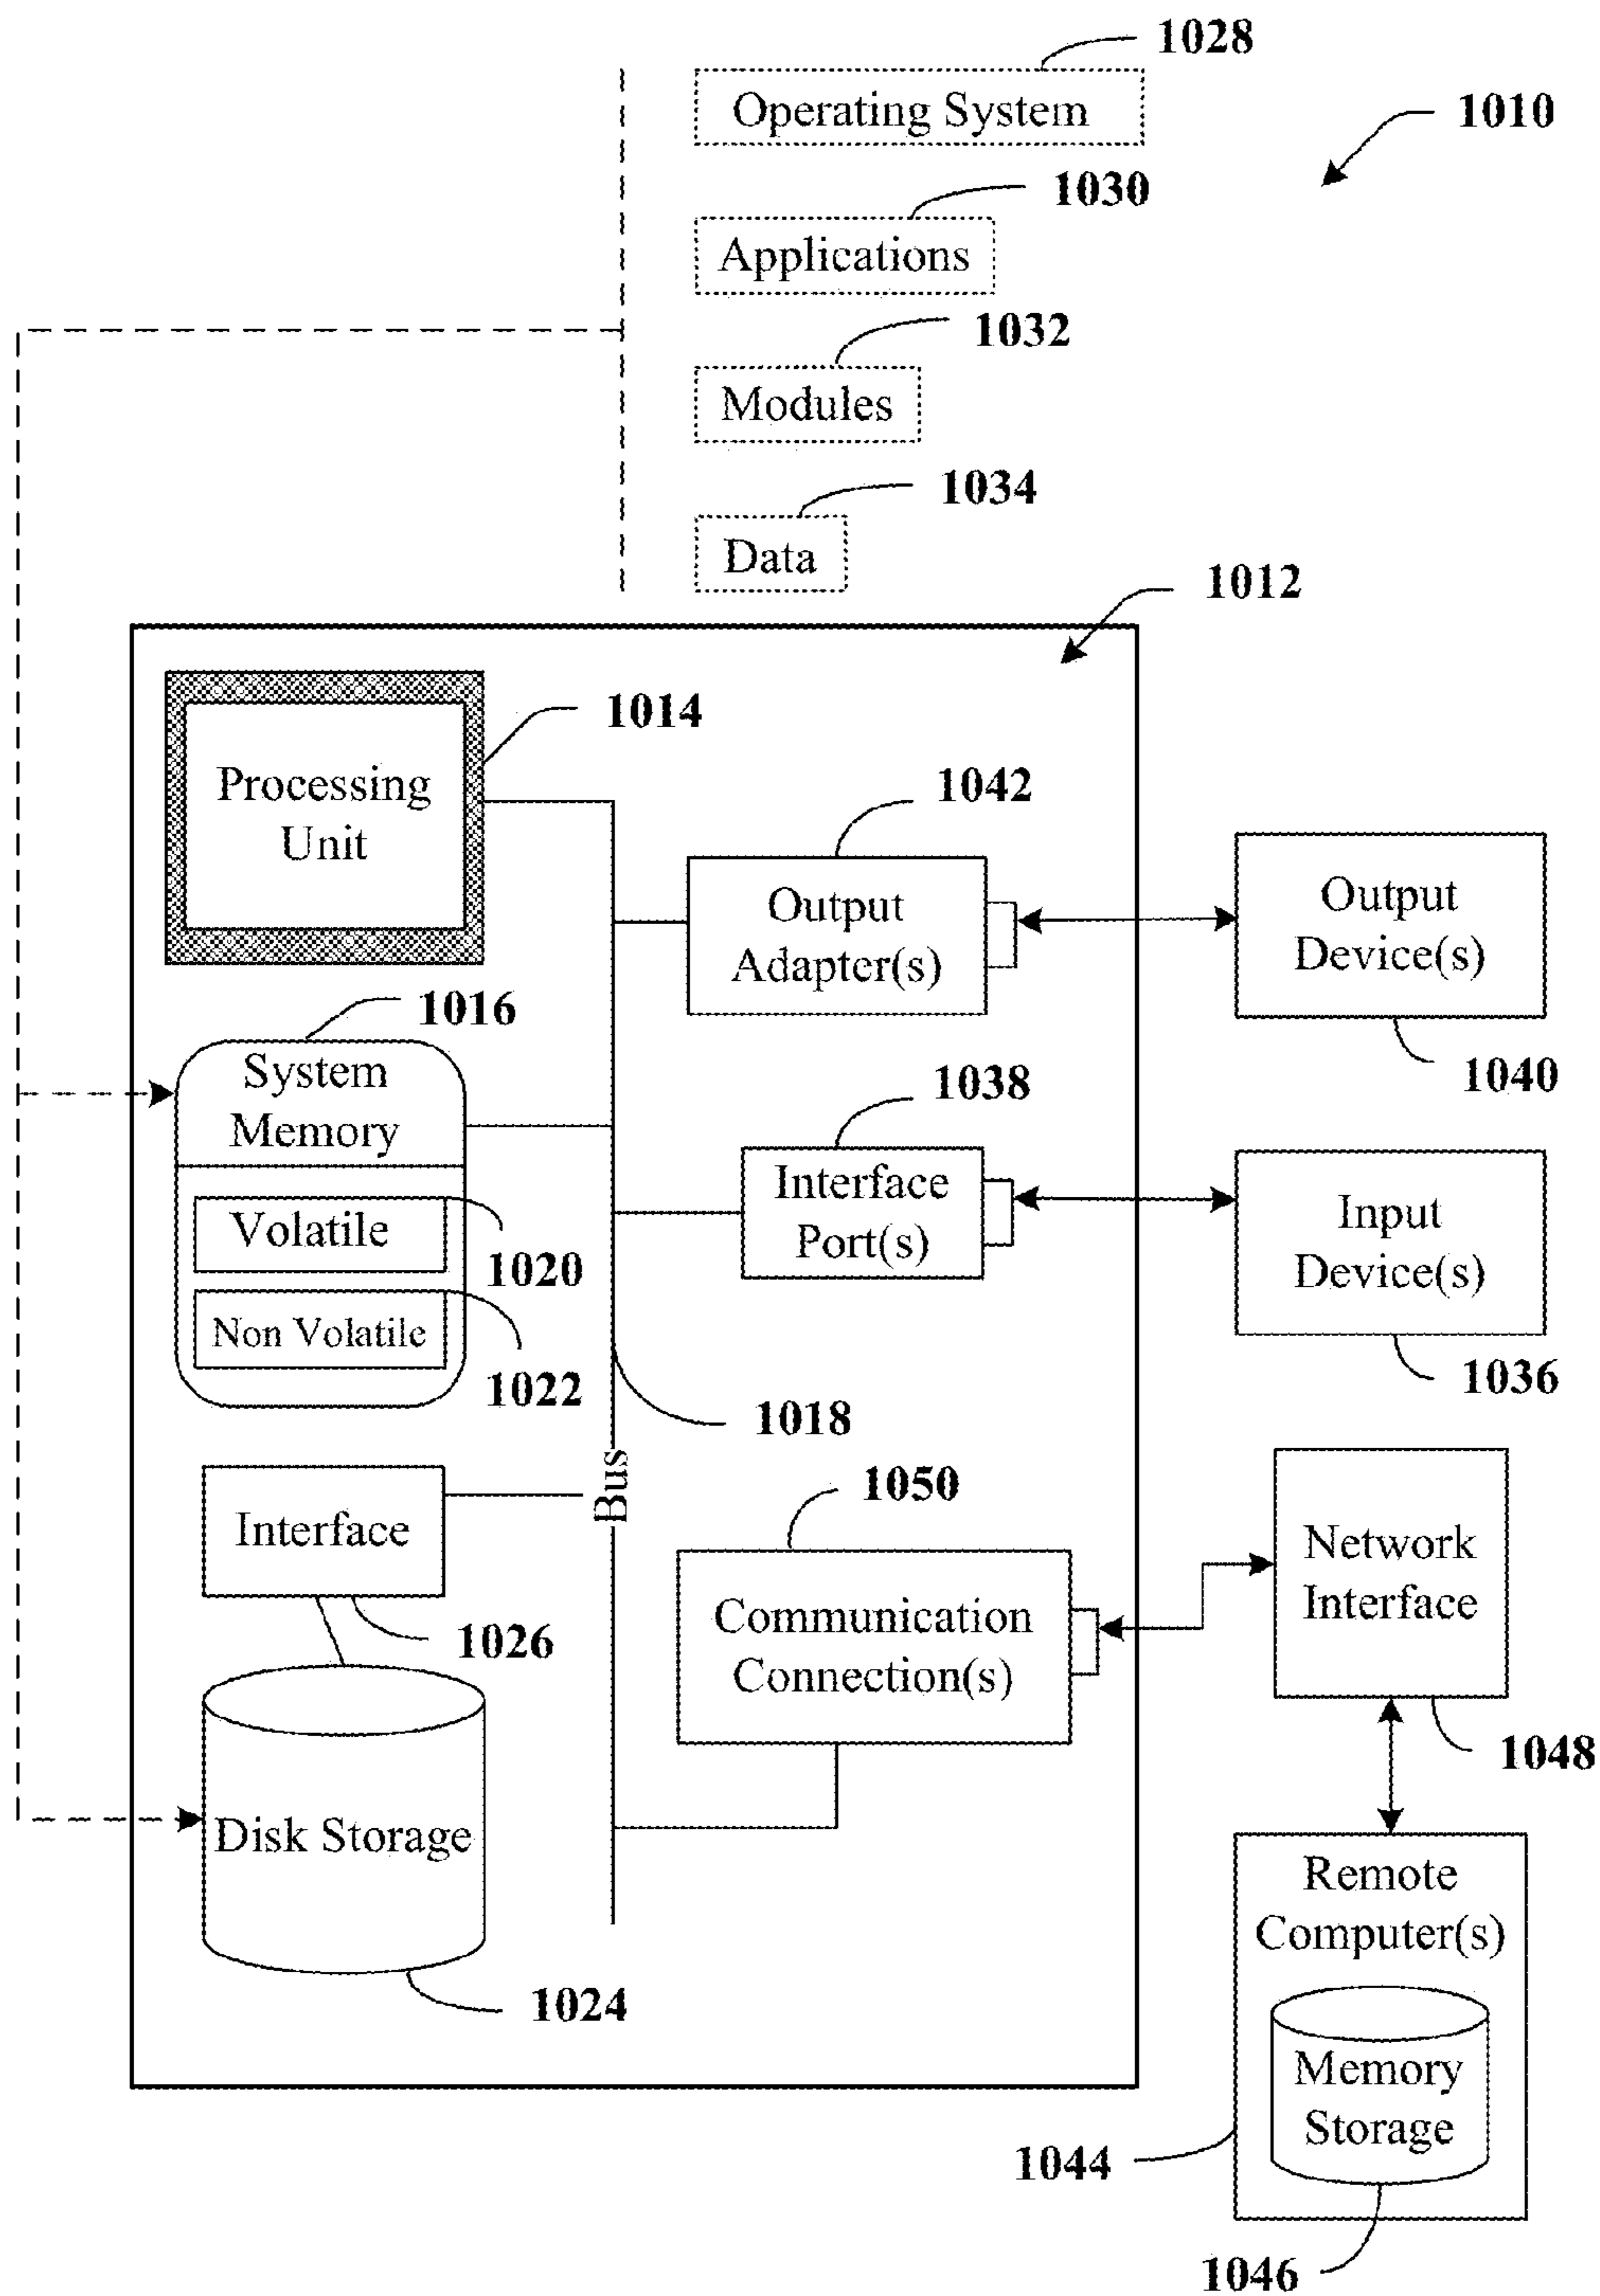 1028
Operating System
1010
1030
Applications
1032
Modules
1034
Data
1012
1014
Processing
Unit
1042
Output
Adapter(s)
Output
Device(s)
1040
1016
System
Memory
Volatile
1020
Non Volatile
1022
1038
Interface
Port(s)
Input
Device(s)
1036
1018
Bus
Interface
1026
1050
Communication
Connection(s)
Network
Interface
1048
Disk Storage
1024
Remote
Computer(s)
Memory
Storage
1044
1046